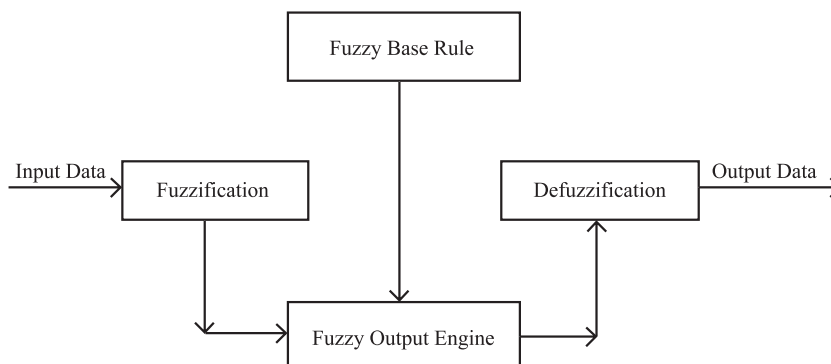 Fuzzy Base Rule
Input Data
Fuzzification
Defuzzification
Output Data
Fuzzy Output Engine